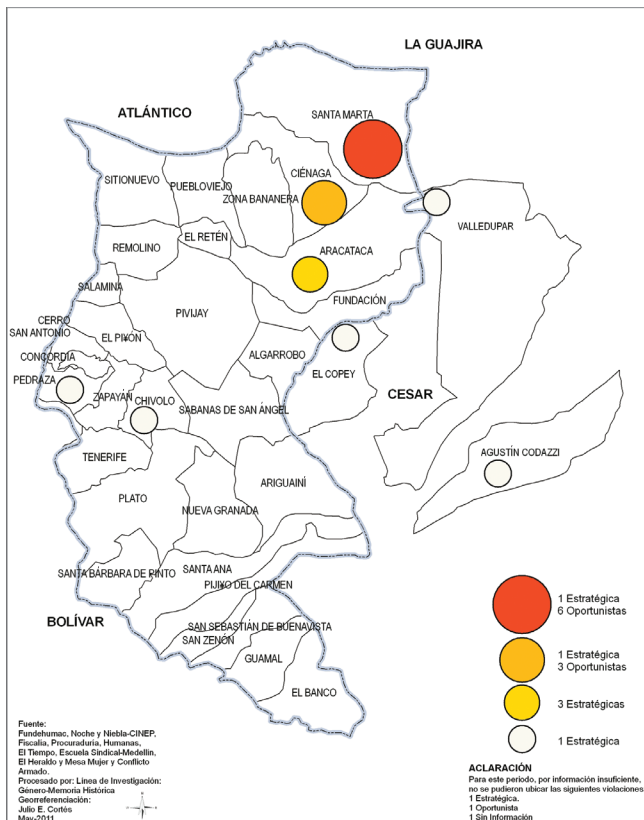 LA GUAJIRA
ATLÁNTICO
SANTA MARTA
SITIONUEVO
PUEBLOVIEJO
CIÉNAGA
ZONA BANANERA
VALLEDUPAR
REMOLINO
EL RETÉN
ARACATACA
SALAMINA
FUNDACIÓN
PIVIJAY
CERRO
SAN ANTONIO
EL PIÑÓN
CONCORDIA
ALGARROBO
EL COPEY
PEDRAZA
CESAR
ZAPAYÁN
CHIVOLO
SABANAS DE SAN ÁNGEL
TENERIFE
AGUSTÍN CODAZZI
ARIGUAINÍ
PLATO
NUEVA GRANADA
SANTA BÁRBARA DE PINTO
SANTA ANA
PIJIYO DEL CARMEN
BOLÍVAR
SAN SEBASTIÁN DE BUENAVISTA
SAN ZENÓN
GUAMAL
EL BANCO
1 Estratégica
6 Oportunistas
1 Estratégica
3 Oportunistas
3 Estratégicas
1 Estratégica
Fuente:
Fundehumac, Noche y Niebla-CINEP,
Fiscalía, Procuraduría, Humanas,
El Tiempo, Escuela Sindical-Medellín,
El Heraldo y Mesa Mujer y Conflicto
Armado.
Procesado por: Línea de Investigación:
Género-Memoria Histórica
Georreferenciación:
Julio E. Cortés
May-2011
ACLARACIÓN
Para este periodo, por información insuficiente,
no se pudieron ubicar las siguientes violaciones
1 Estratégica.
1 Oportunista
1 Sin Información